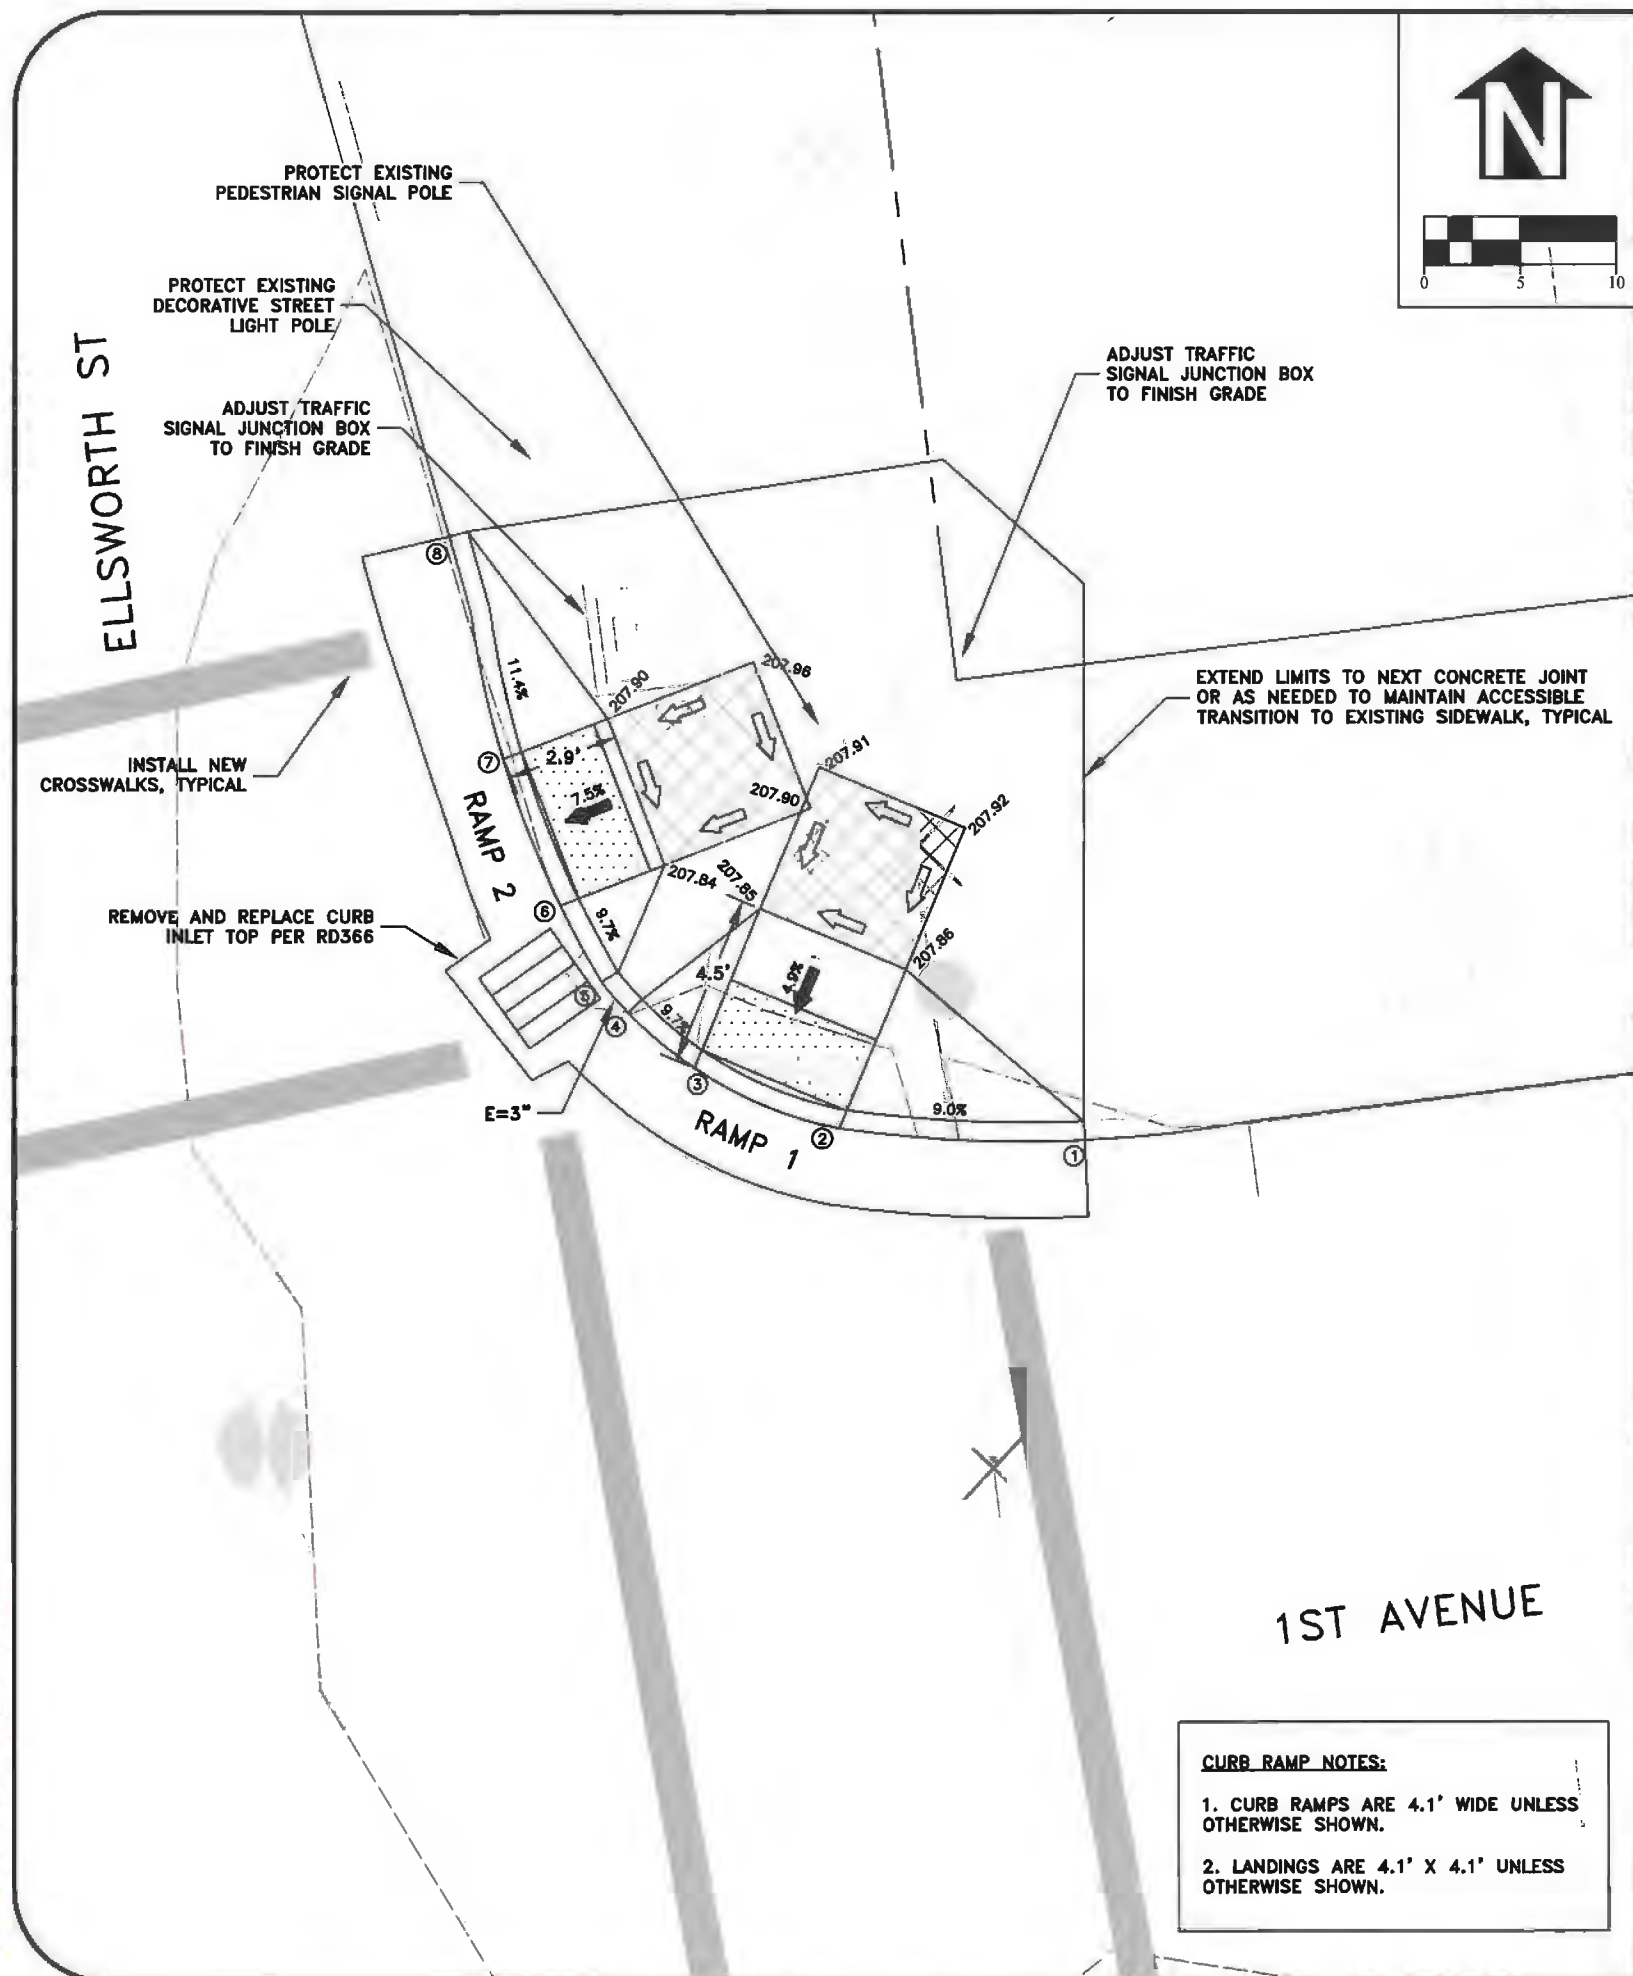 N
0 5 10
PROTECT EXISTING
PEDESTRIAN SIGNAL POLE
PROTECT EXISTING
DECORATIVE STREET
LIGHT POLE
ELLSWORTH ST
ADJUST TRAFFIC
SIGNAL JUNCTION BOX
TO FINISH GRADE
ADJUST TRAFFIC
SIGNAL JUNCTION BOX
TO FINISH GRADE
8
11.4%
207.90
207.96
EXTEND LIMITS TO NEXT CONCRETE JOINT
OR AS NEEDED TO MAINTAIN ACCESSIBLE
TRANSITION TO EXISTING SIDEWALK, TYPICAL
INSTALL NEW
CROSSWALKS, TYPICAL
7
2.9'
7.5%
207.91
207.90
207.92
RAMP 2
207.84
207.85
207.86
REMOVE AND REPLACE CURB
INLET TOP PER RD366
6
9.7%
4.5'
4.9%
5
4
9.7%
3
E=3"
RAMP 1
2
9.0%
1
1ST AVENUE
CURB RAMP NOTES:
1. CURB RAMPS ARE 4.1' WIDE UNLESS
OTHERWISE SHOWN.
2. LANDINGS ARE 4.1' X 4.1' UNLESS
OTHERWISE SHOWN.